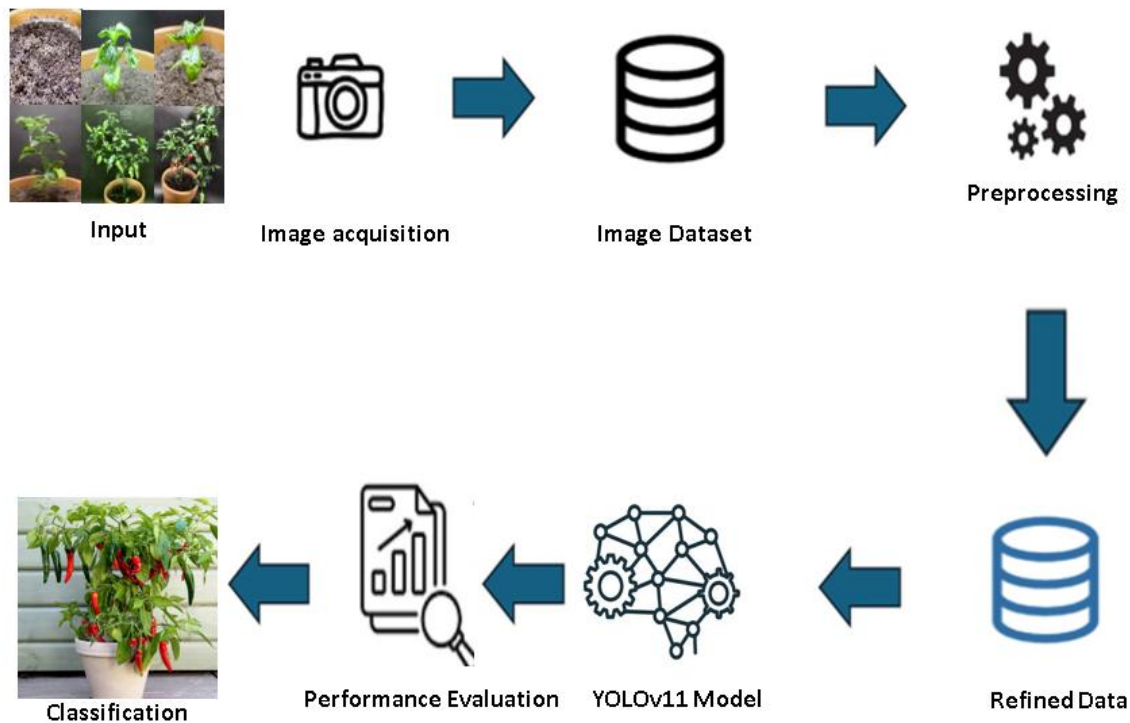 Input
Image acquisition
Image Dataset
Preprocessing
Classification
Performance Evaluation
YOLOv11 Model
Refined Data